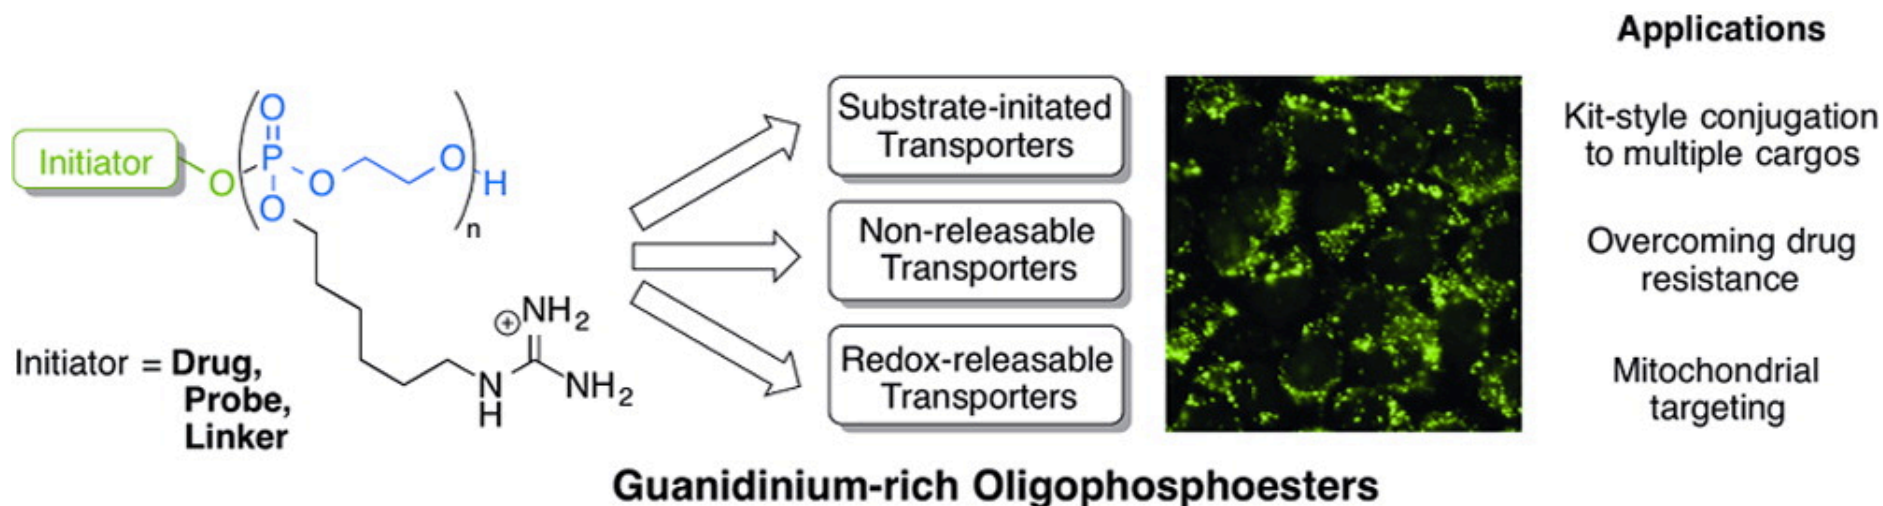 Applications
Initiator
O
O
P
O
O
O
H
n
NH2
NH2
N
H
+
Initiator = Drug,
Probe,
Linker
Substrate-initated
Transporters
Non-releasable
Transporters
Redox-releasable
Transporters
Kit-style conjugation
to multiple cargos
Overcoming drug
resistance
Mitochondrial
targeting
Guanidinium-rich Oligophosphoesters